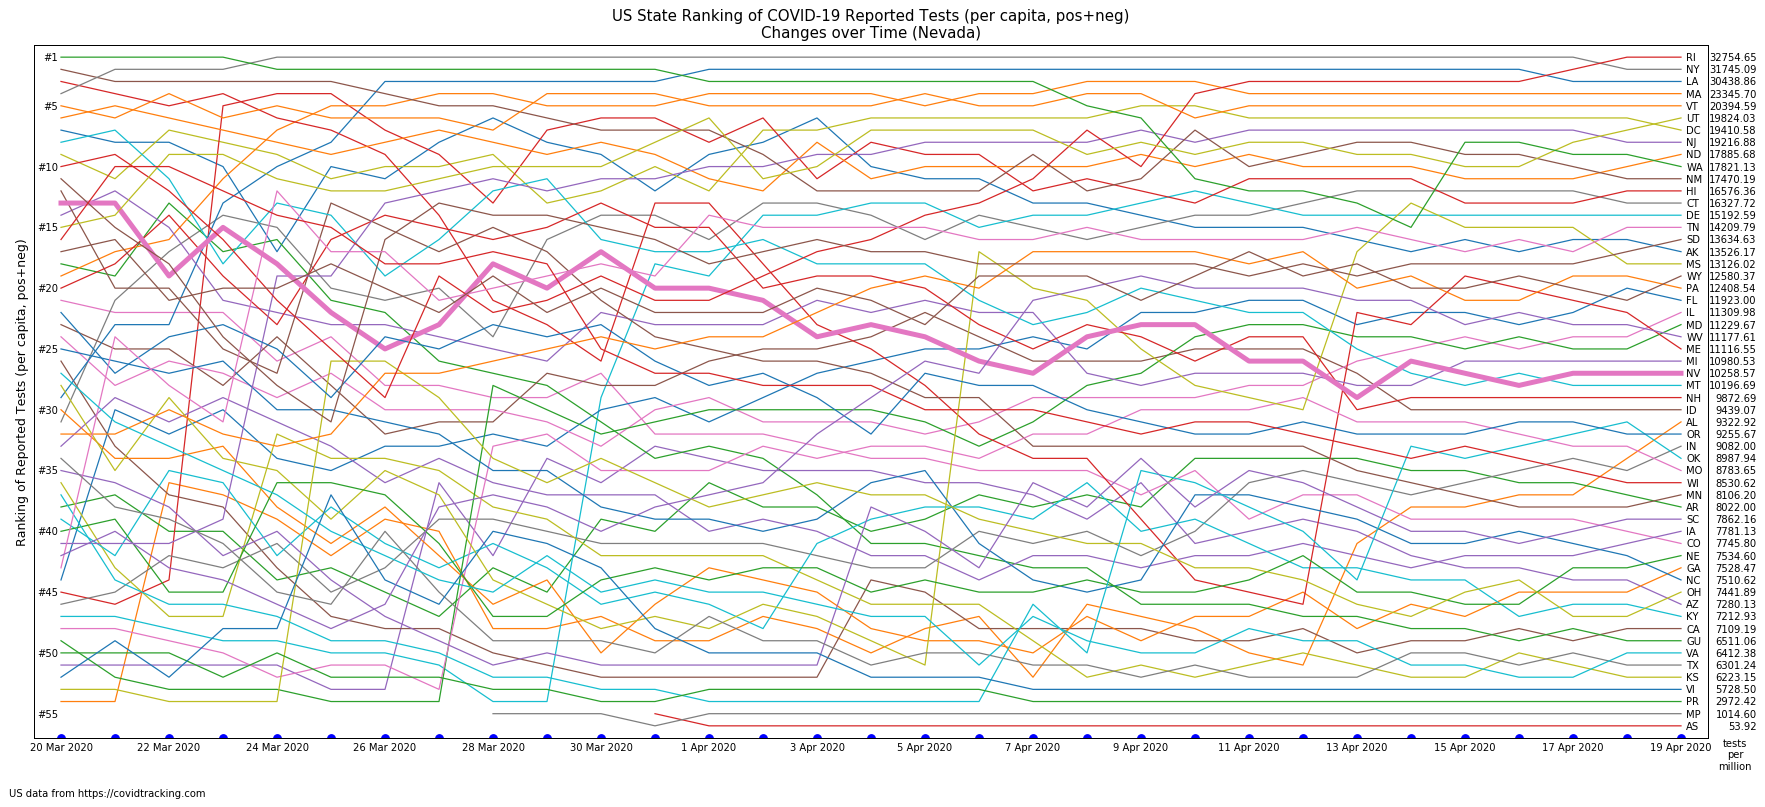 US State Ranking of COVID-19 Reported Tests (per capita, pos+neg)
Changes over Time (Nevada)
Ranking of Reported Tests (per capita, pos+neg)
#1
#5
#10
#15
#20
#25
#30
#35
#40
#45
#50
#55
RI 32754.65
NY 31745.09
LA 30438.86
MA 23345.70
VT 20394.59
UT 19824.03
DC 19410.58
NJ 19216.88
ND 17885.68
WA 17821.13
NM 17470.19
HI 16576.36
CT 16327.72
DE 15192.59
TN 14209.79
SD 13634.63
AK 13526.17
MS 13126.02
WY 12580.37
PA 12408.54
FL 11923.00
IL 11309.98
MD 11229.67
WV 11177.61
ME 11116.55
MI 10980.53
NV 10258.57
MT 10196.69
NH 9872.69
ID 9439.07
AL 9322.92
OR 9255.67
IN 9082.00
OK 8987.94
MO 8783.65
WI 8530.62
MN 8106.20
AR 8022.00
SC 7862.16
IA 7781.13
CO 7745.80
NE 7534.60
GA 7528.47
NC 7510.62
OH 7441.89
AZ 7280.13
KY 7212.93
CA 7109.19
GU 6511.06
VA 6412.38
TX 6301.24
KS 6223.15
VI 5728.50
PR 2972.42
MP 1014.60
AS 53.92
20 Mar 2020 22 Mar 2020 24 Mar 2020 26 Mar 2020 28 Mar 2020 30 Mar 2020 1 Apr 2020 3 Apr 2020 5 Apr 2020 7 Apr 2020 9 Apr 2020 11 Apr 2020 13 Apr 2020 15 Apr 2020 17 Apr 2020 19 Apr 2020
tests
per
million
US data from https://covidtracking.com